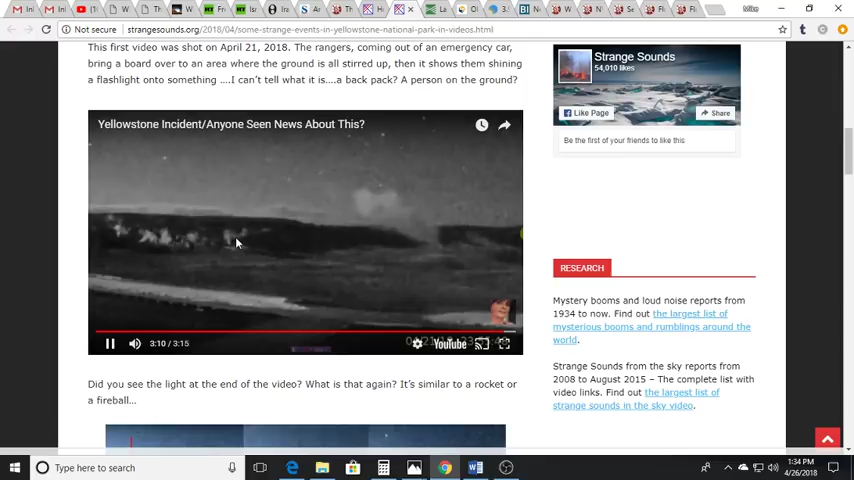 Mike
Not secure | strangesounds.org/2018/04/some-strange-events-in-yellowstone-national-park-in-videos.html
This first video was shot on April 21, 2018. The rangers, coming out of an emergency car,
bring a board over to an area where the ground is all stirred up, then it shows them shining
a flashlight onto something ....I can't tell what it is....a back pack? A person on the ground?
Yellowstone Incident/Anyone Seen News About This?
3:10 / 3:15
YouTube
Did you see the light at the end of the video? What is that again? It's similar to a rocket or
a fireball...
Strange Sounds
54,010 likes
Like Page
Share
Be the first of your friends to like this
RESEARCH
Mystery booms and loud noise reports from
1934 to now. Find out the largest list of
mysterious booms and rumblings around the
world.
Strange Sounds from the sky reports from
2008 to August 2015 – The complete list with
video links. Find out the largest list of
strange sounds in the sky video.
Type here to search
1:34 PM
4/26/2018